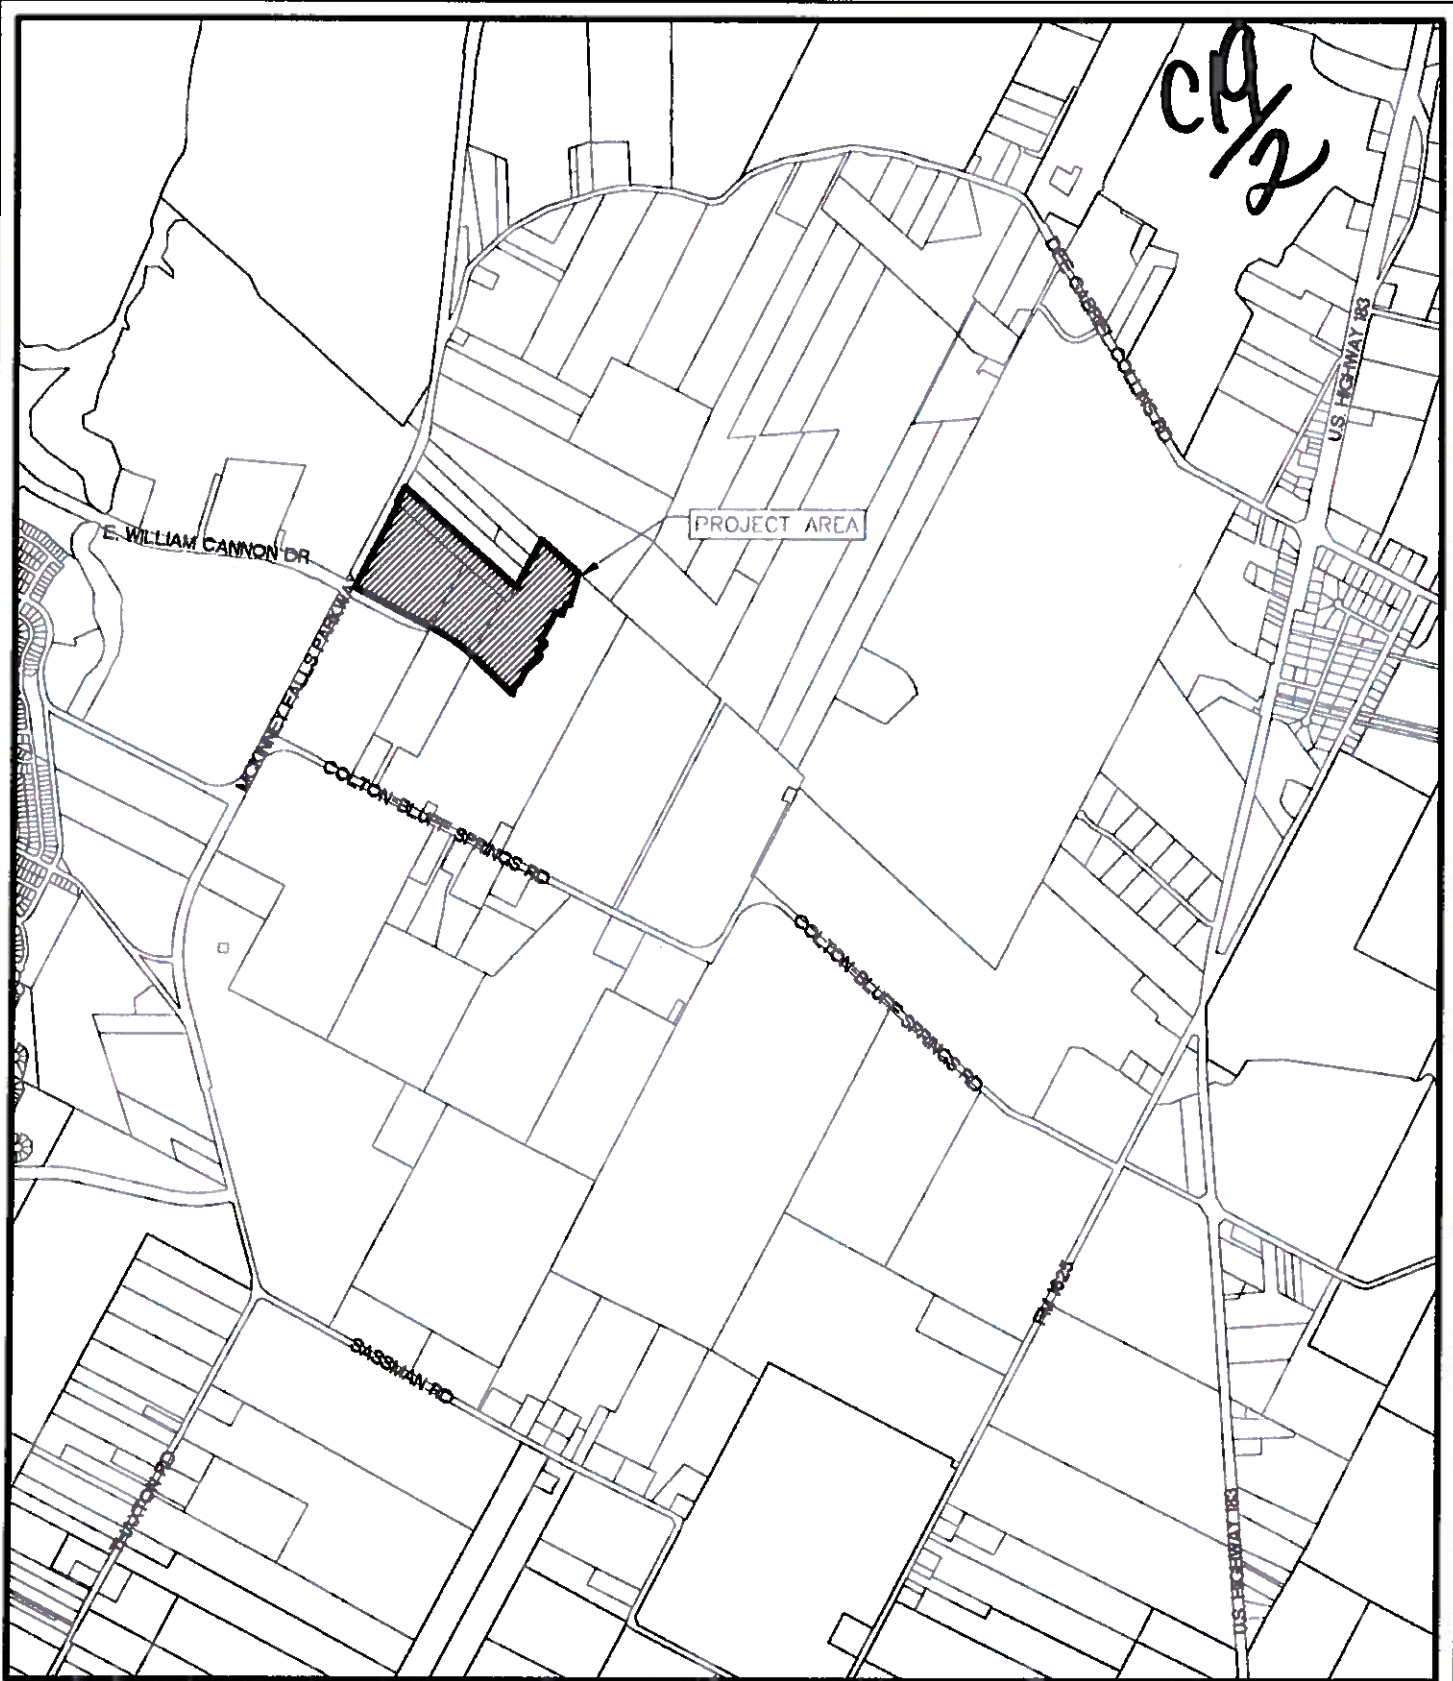 C19/2
DEE GABRIEL COLLINS RD
U.S. HIGHWAY 183
PROJECT AREA
E. WILLIAM CANNON DR
MCKINNEY FALLS PARKWAY
COLTON-BLUFF SPRINGS RD
COLTON-BLUFF SPRINGS RD
FM 1625
SASSMAN RD
THAXTON RD
U.S. HIGHWAY 183